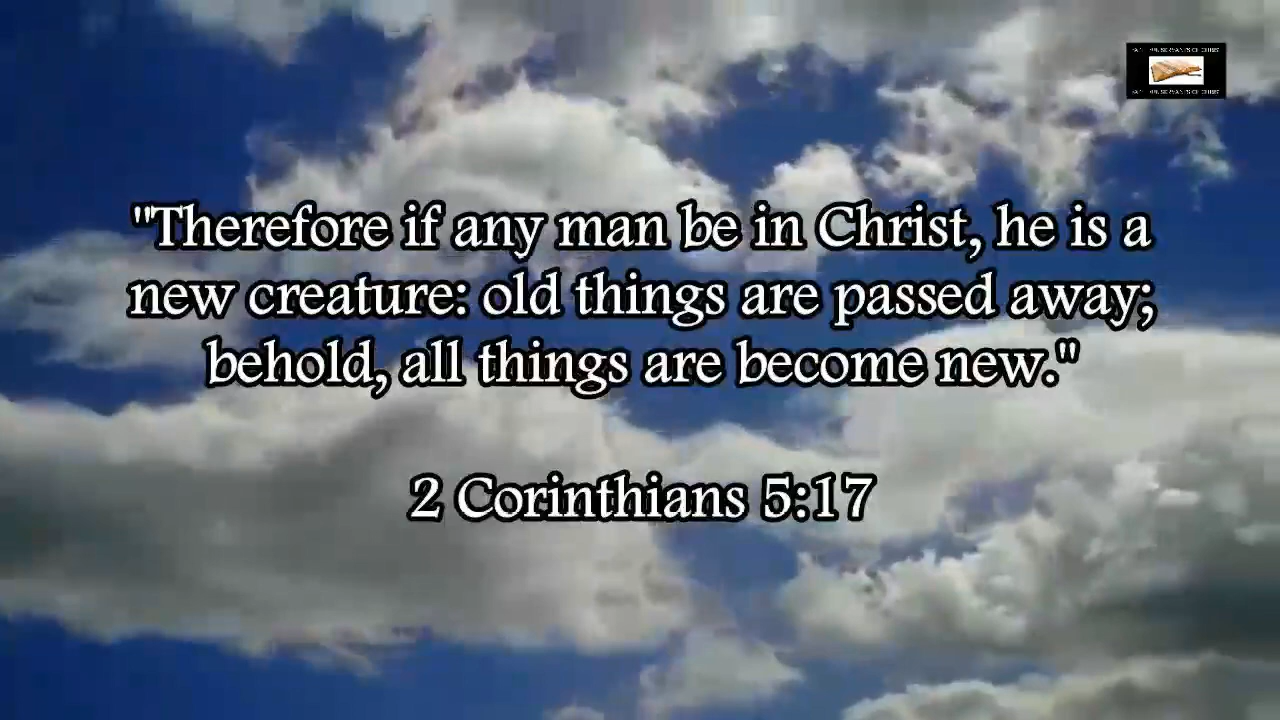 "Therefore if any man be in Christ, he is a
new creature: old things are passed away;
behold, all things are become new."
2 Corinthians 5:17